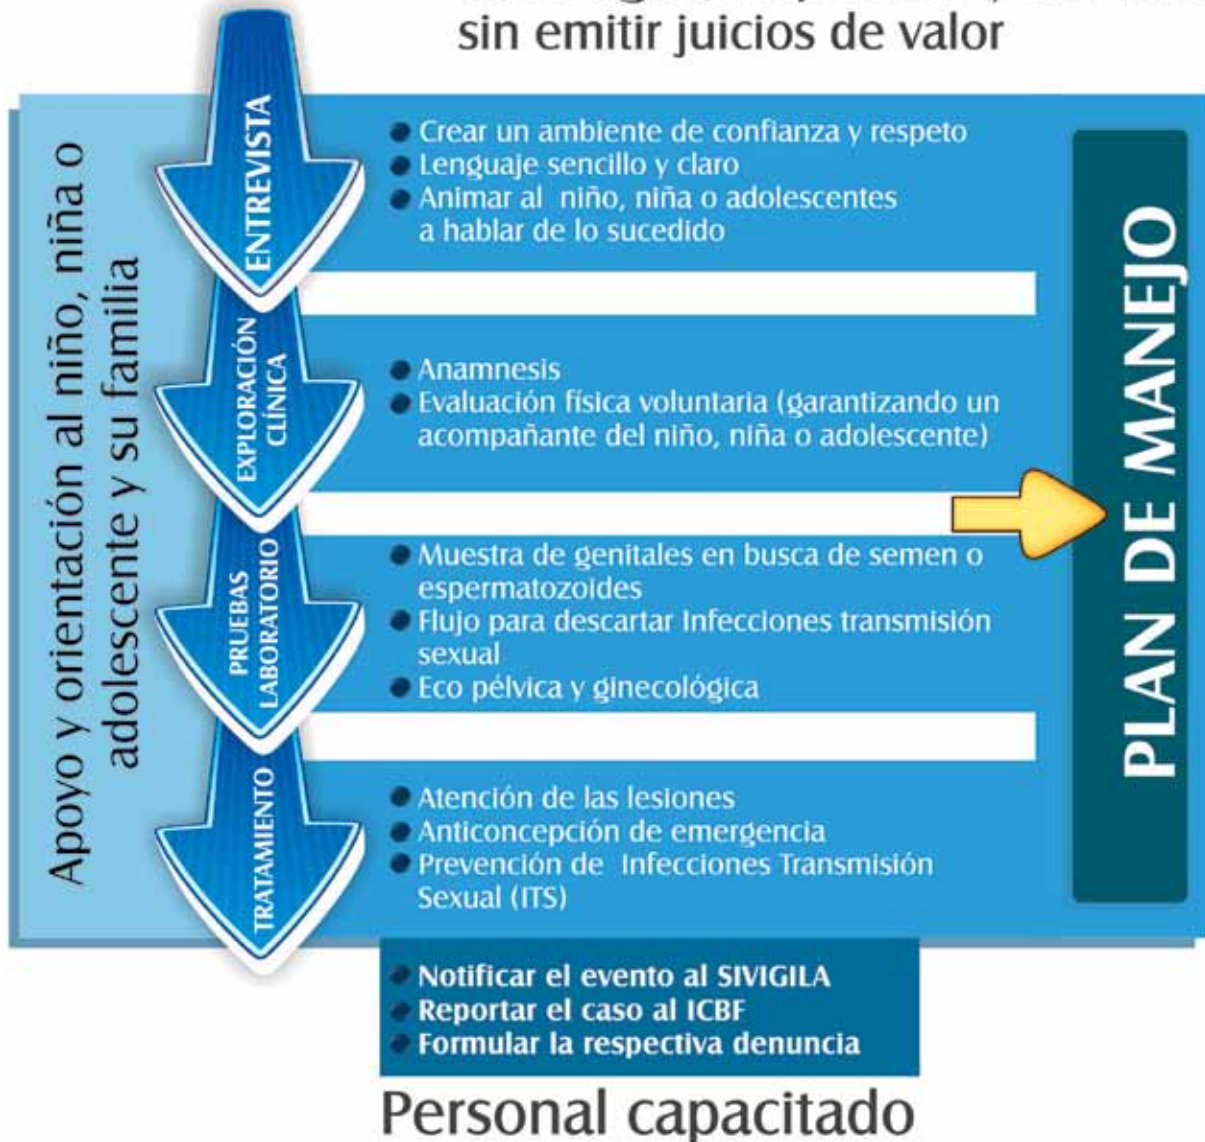 sin emitir juicios de valor
Apoyo y orientación al niño, niña o
adolescente y su familia
ENTREVISTA
● Crear un ambiente de confianza y respeto
● Lenguaje sencillo y claro
● Animar al niño, niña o adolescentes
a hablar de lo sucedido
EXPLORACIÓN
CLÍNICA
● Anamnesis
● Evaluación física voluntaria (garantizando un
acompañante del niño, niña o adolescente)
PRUEBAS
LABORATORIO
● Muestra de genitales en busca de semen o
espermatozoides
● Flujo para descartar Infecciones transmisión
sexual
● Eco pélvica y ginecológica
TRATAMIENTO
● Atención de las lesiones
● Anticoncepción de emergencia
● Prevención de Infecciones Transmisión
Sexual (ITS)
PLAN DE MANEJO
● Notificar el evento al SIVIGILA
● Reportar el caso al ICBF
● Formular la respectiva denuncia
Personal capacitado